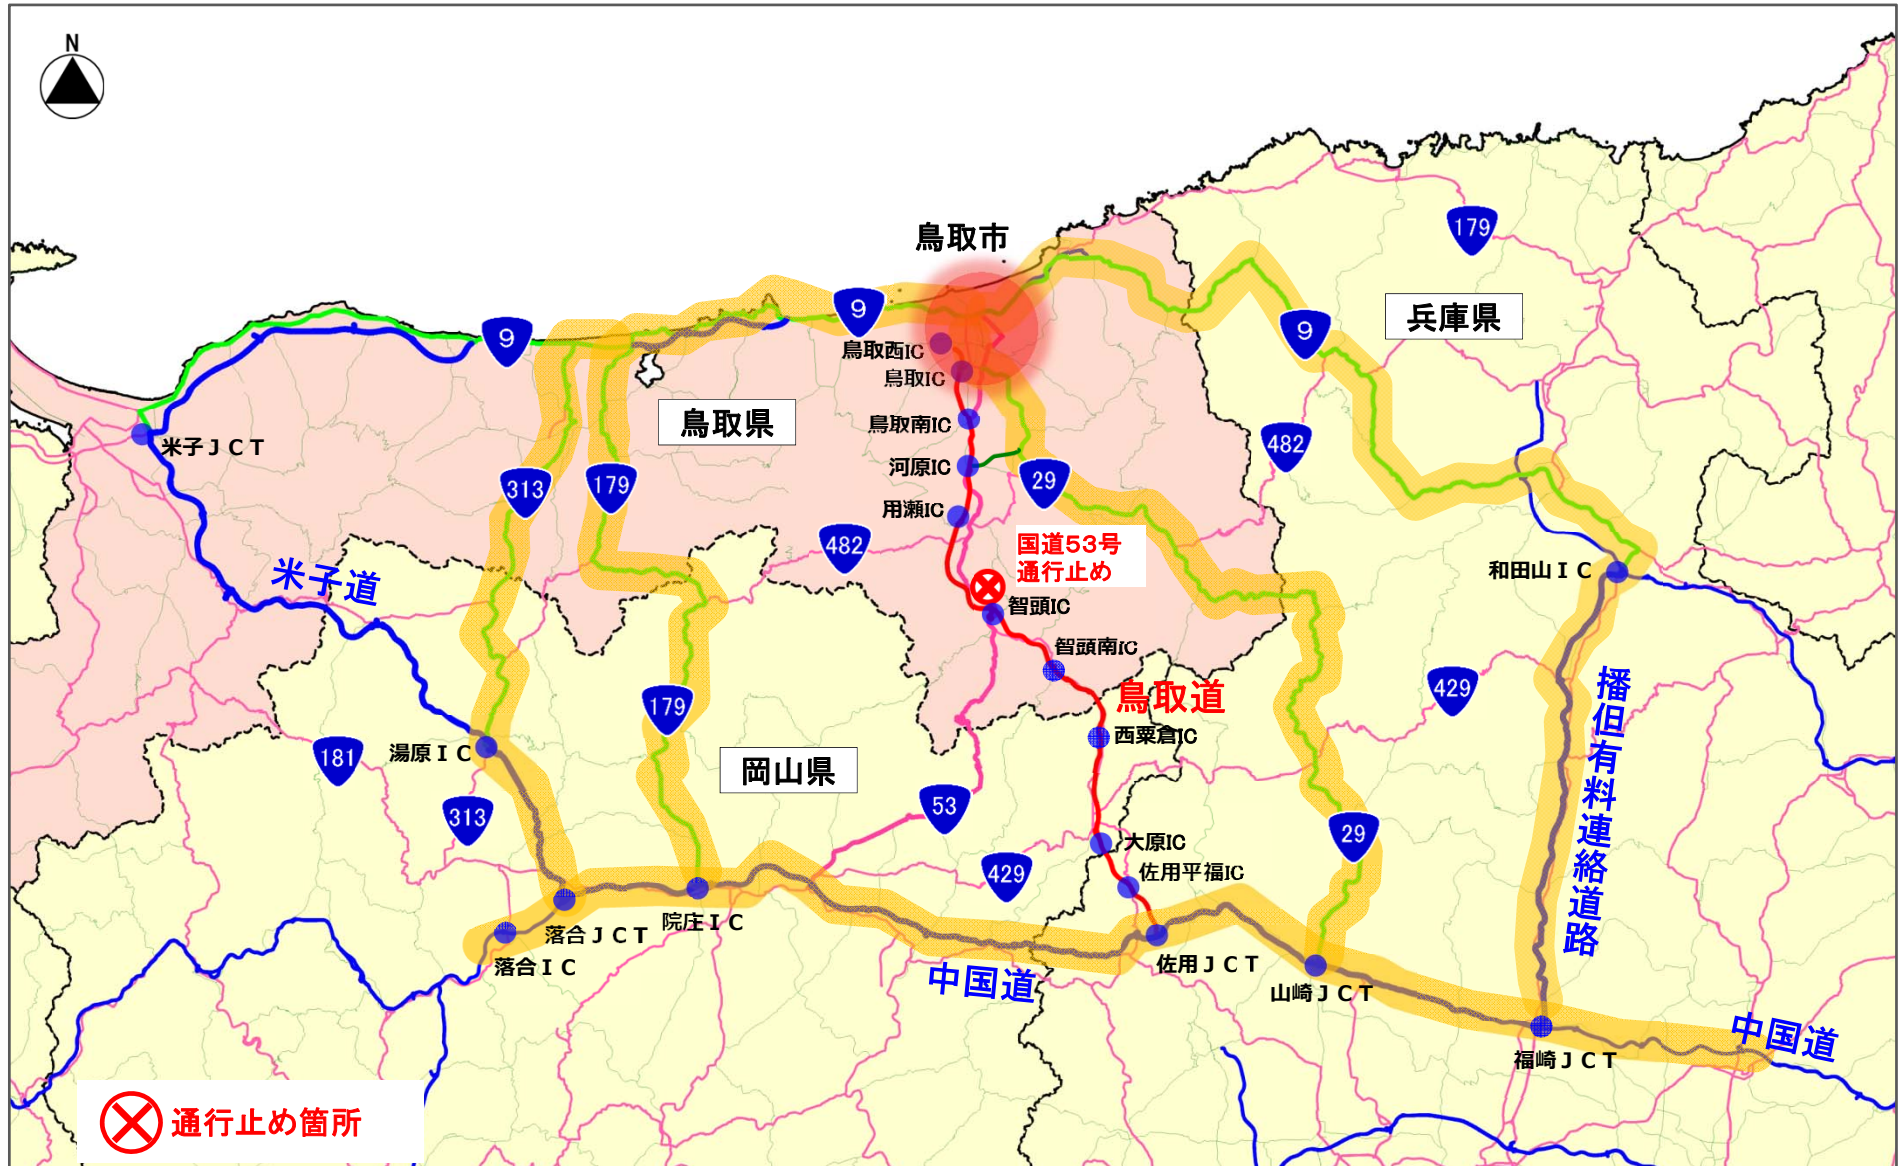 N
鳥取市
179
9
兵庫県
9
9
鳥取西IC
鳥取IC
鳥取県
鳥取南IC
米子JCT
482
河原IC
29
313
179
用瀬IC
482
国道53号
通行止め
和田山IC
米子道
智頭IC
智頭南IC
429
播但有料連絡道路
鳥取道
179
西粟倉IC
湯原IC
181
岡山県
53
313
29
大原IC
429
佐用平福IC
院庄IC
落合JCT
落合IC
佐用JCT
中国道
山崎JCT
中国道
福崎JCT
通行止め箇所